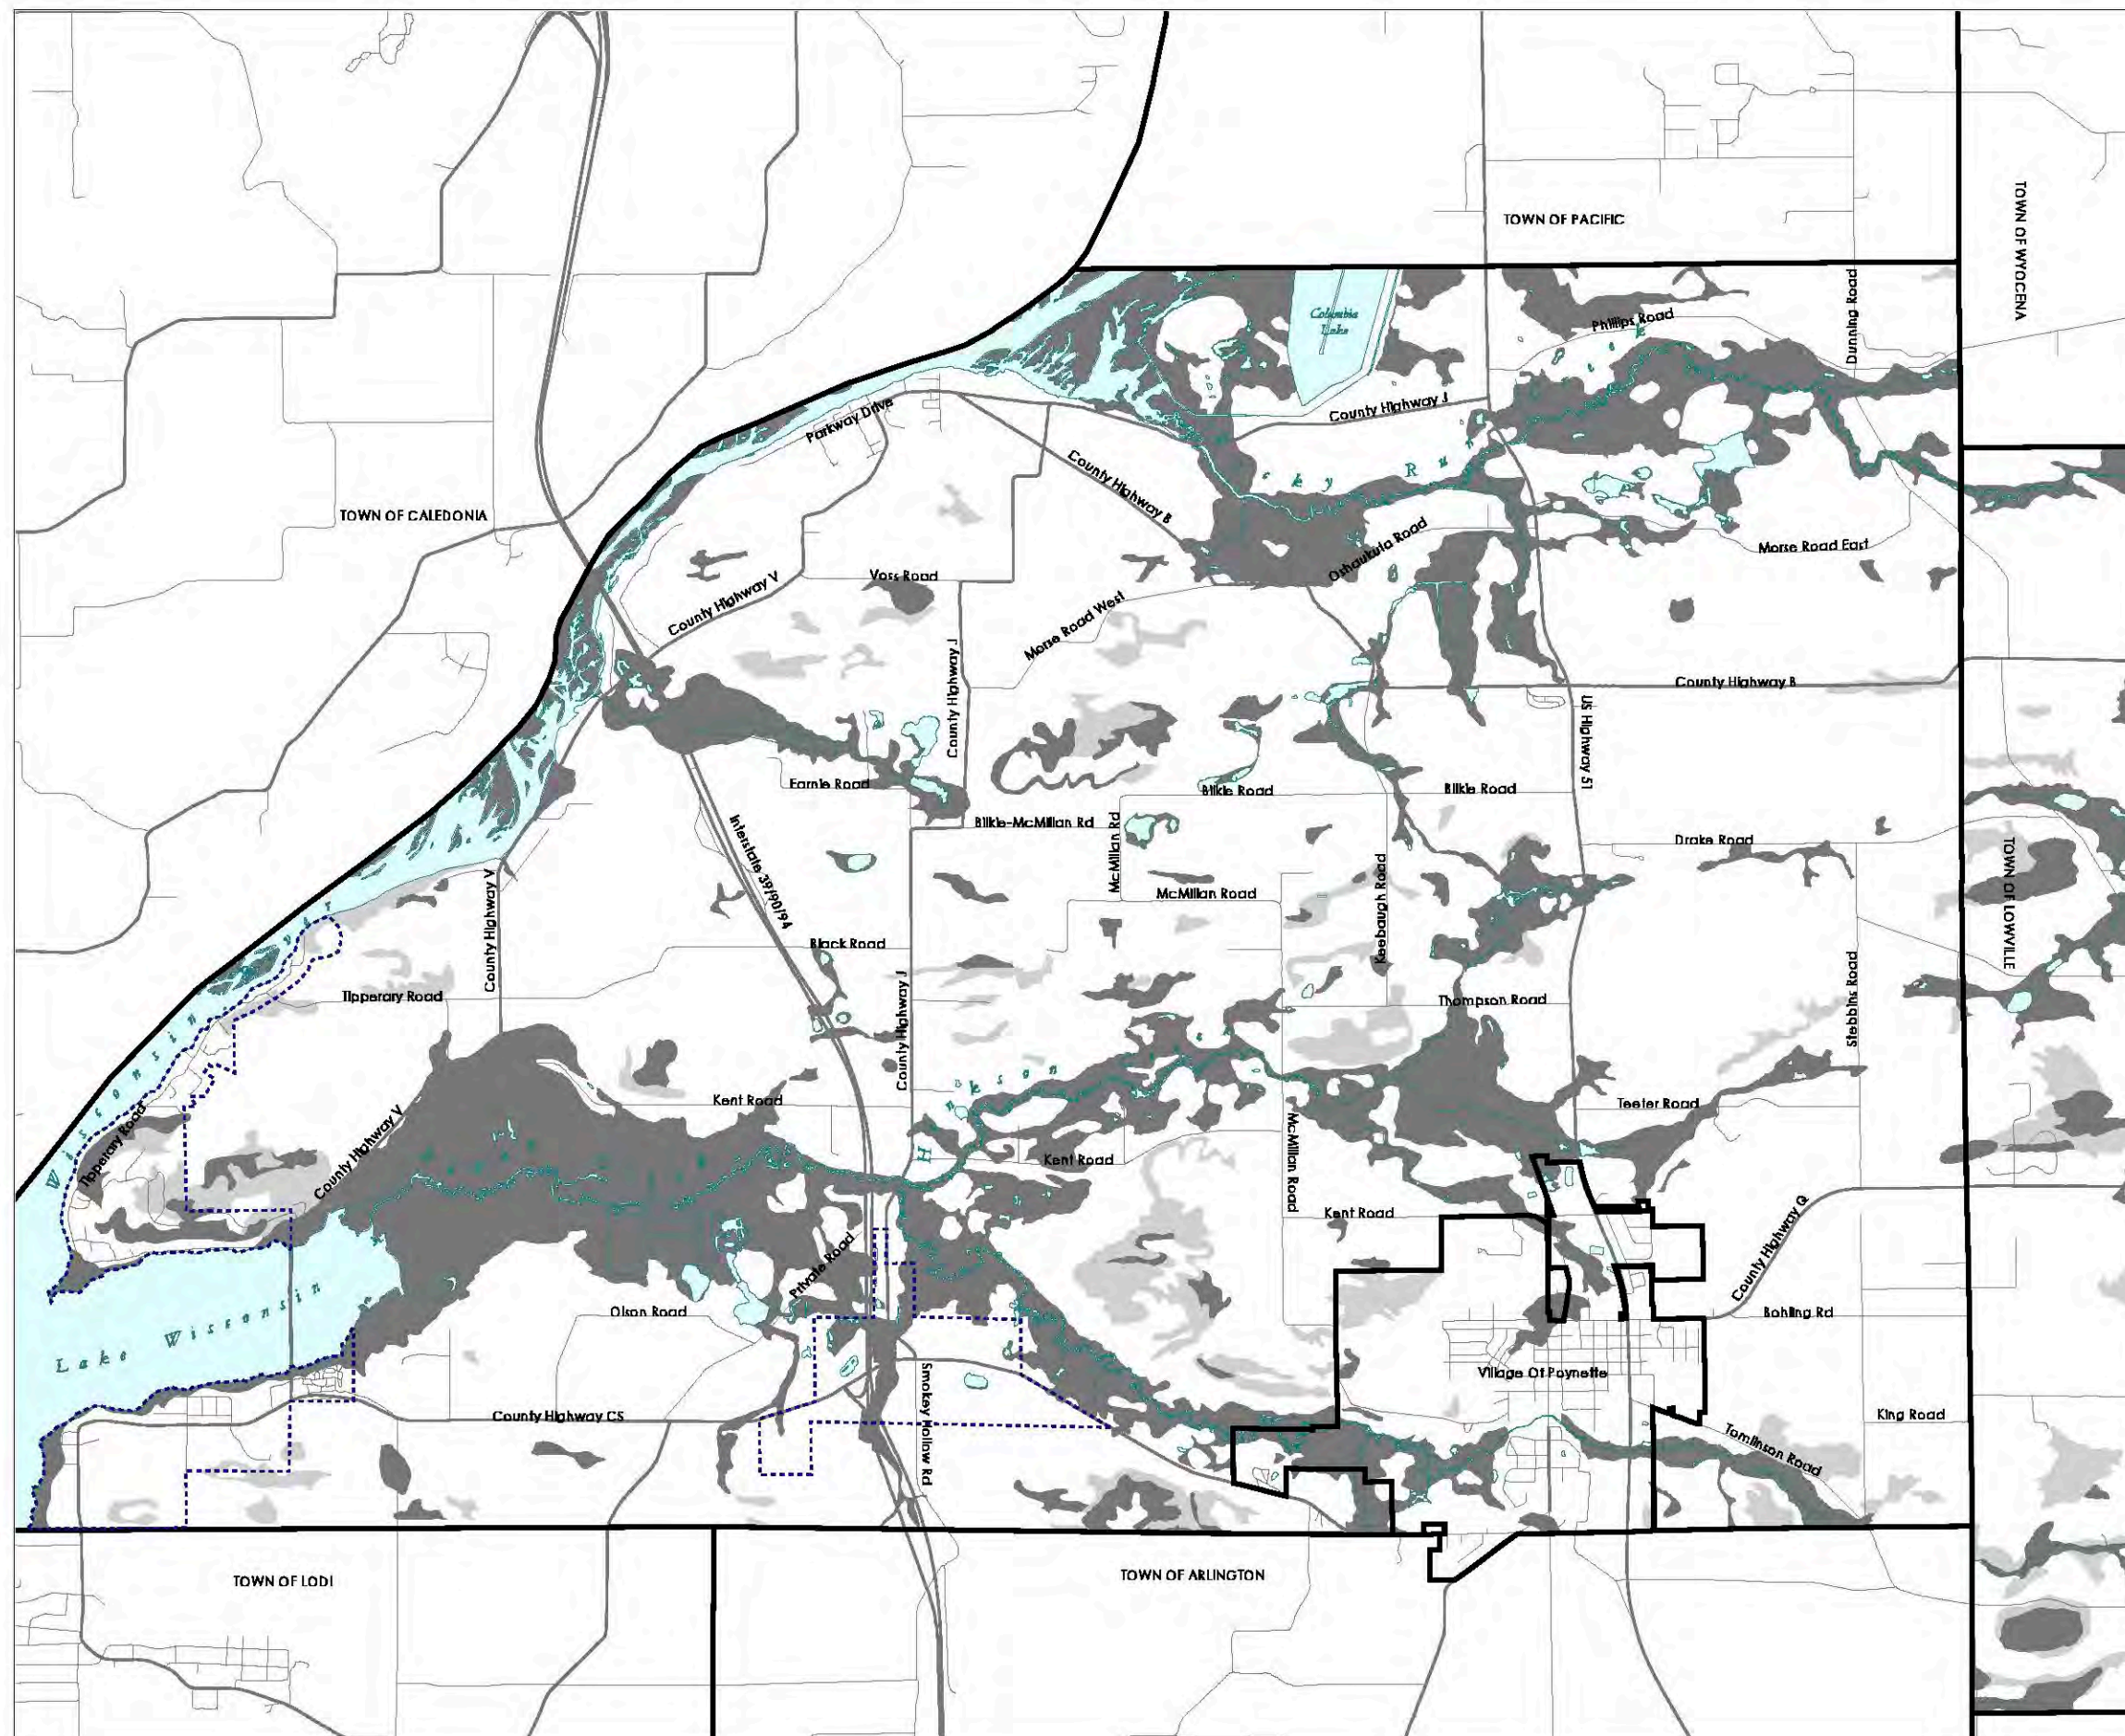 TOWN OF PACIFIC
TOWN OF WYOCENA
Columbia
Lake
Phillips Road
Dunning Road
County Highway J
Parkway Drive
County Highway B
cky Run
TOWN OF CALEDONIA
Oshaukuta Road
Morse Road East
Voss Road
County Highway V
Morse Road West
County Highway J
County Highway B
US Highway 51
Earnie Road
Bilkie Road
Bilkie Road
Interstate 39/90/94
Bilkie-McMillan Rd
McMillan Rd
Drake Road
TOWN OF LOWVILLE
County Highway V
McMillan Road
Keebaugh Road
Black Road
Stebbins Road
Tipperary Road
County Highway J
Thompson Road
Wisconsin
Kent Road
Teeter Road
Tipperary Road
County Highway V
McMillan Road
Kent Road
Kent Road
County Highway Q
Private Road
Olson Road
Bohling Rd
Lake Wisconsin
Smokey Hollow Rd
Village Of Poynette
County Highway CS
King Road
Tomlinson Road
TOWN OF LODI
TOWN OF ARLINGTON